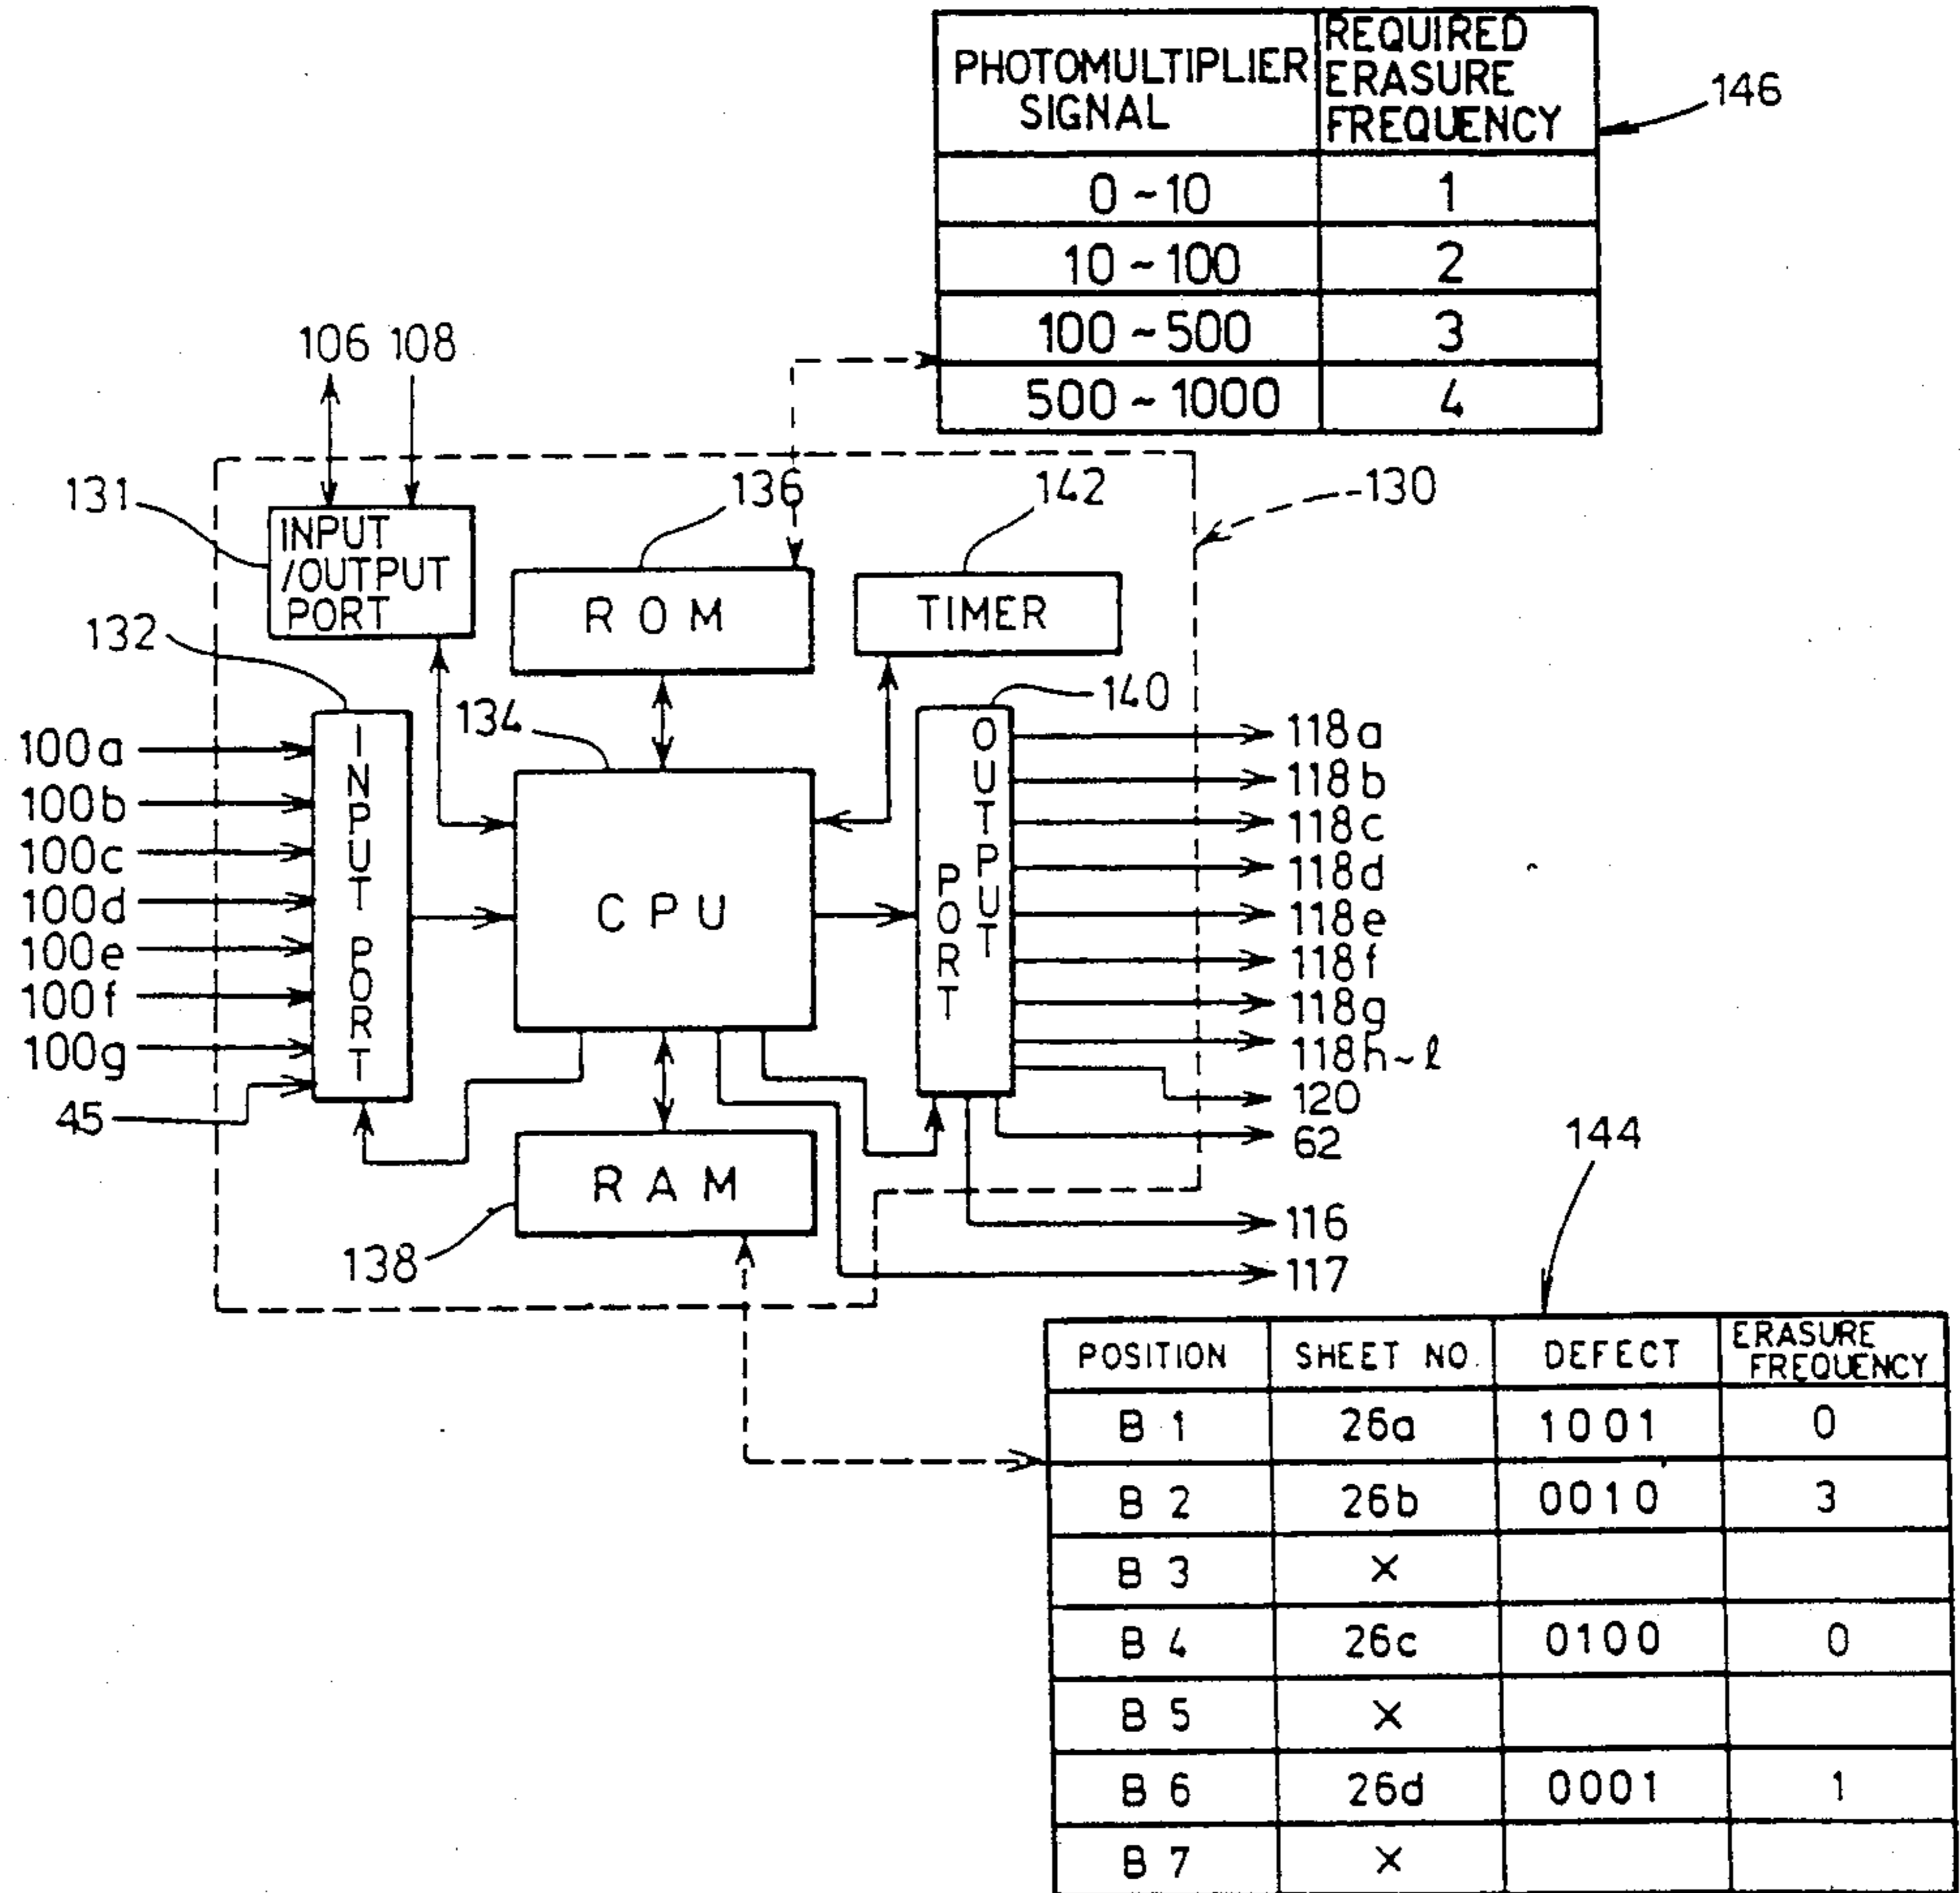 PHOTOMULTIPLIER SIGNAL
REQUIRED ERASURE FREQUENCY
0~10 1
10~100 2
100~500 3
500~1000 4
146
106 108
131
INPUT
/OUTPUT
PORT
136
ROM
142
TIMER
130
132
INPUT PORT
134
CPU
140
OUTPUT PORT
100a
100b
100c
100d
100e
100f
100g
45
118a
118b
118c
118d
118e
118f
118g
118h~l
120
62
116
117
138
RAM
144
POSITION SHEET NO. DEFECT ERASURE FREQUENCY
B 1 26a 1001 0
B 2 26b 0010 3
B 3 X
B 4 26c 0100 0
B 5 X
B 6 26d 0001 1
B 7 X